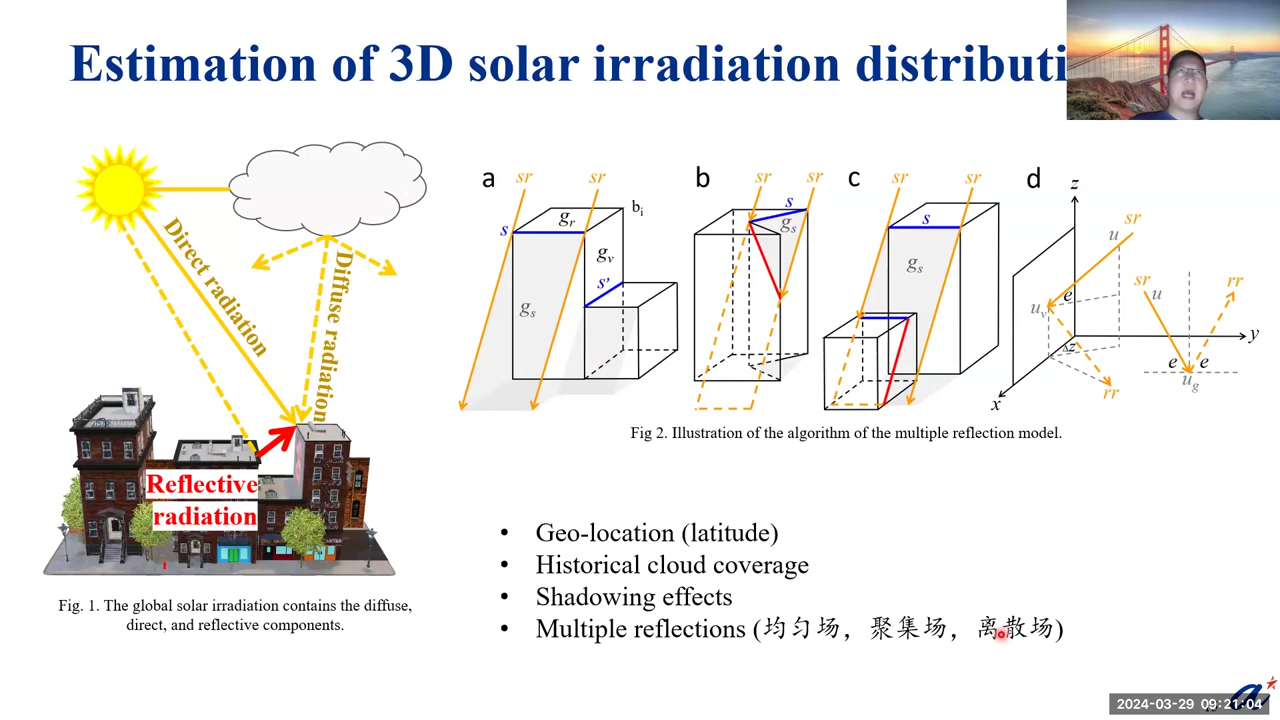 Estimation of 3D solar irradiation distributi
Direct radiation
Diffuse radiation
Reflective
radiation
Fig. 1. The global solar irradiation contains the diffuse,
direct, and reflective components.
a
sr
sr
s
g_r
b_i
g_v
s'
g_s
b
sr
sr
s
g_s
c
sr
sr
s
g_s
d
z
sr
u
e
u_v
Δz
rr
x
y
sr
u
rr
e
e
u_g
Fig 2. Illustration of the algorithm of the multiple reflection model.
• Geo-location (latitude)
• Historical cloud coverage
• Shadowing effects
• Multiple reflections (均匀场，聚集场，离散场)
2024-03-29 09:21:04